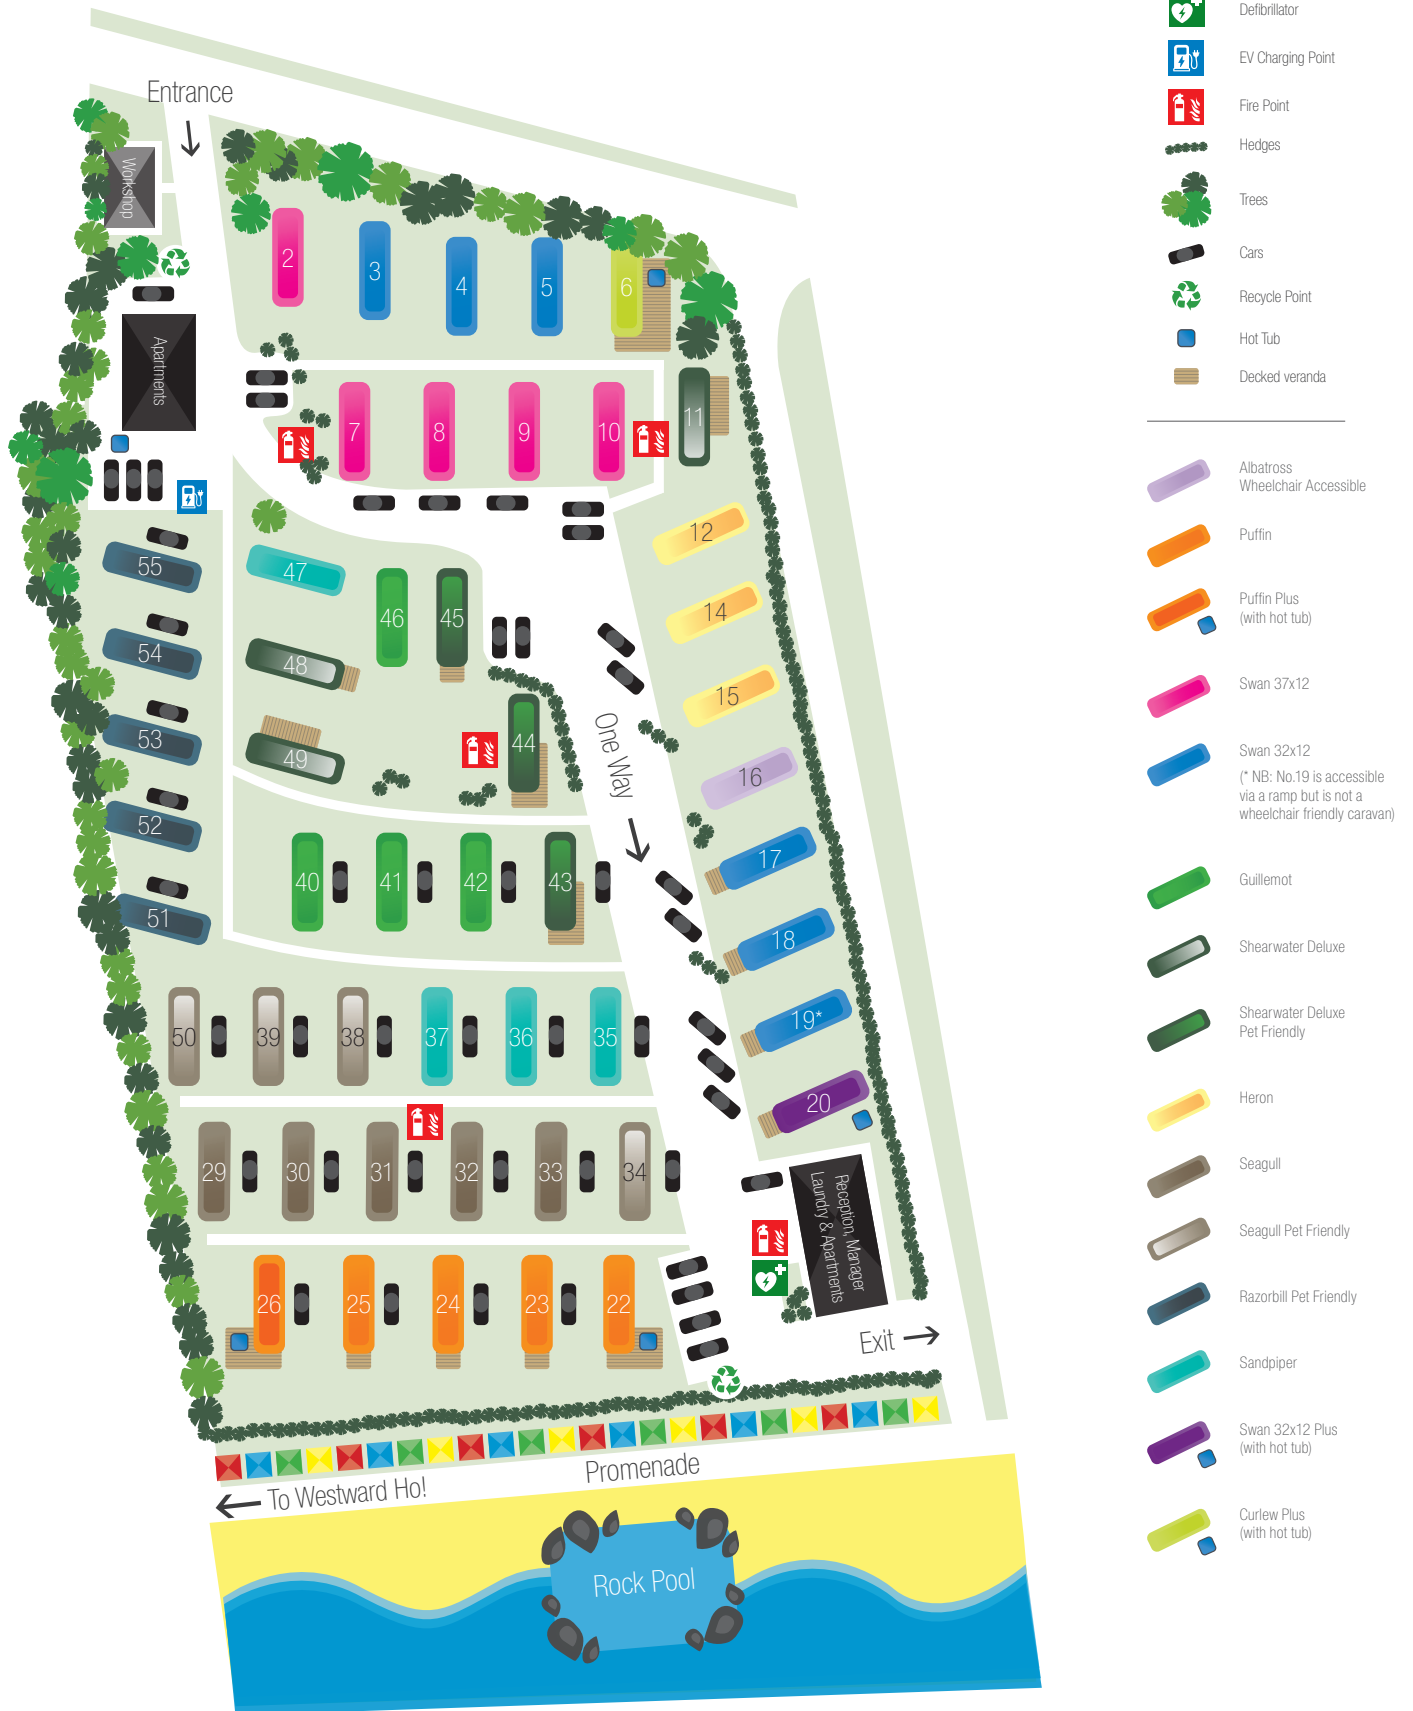 Entrance
Workshop
Apartments
2
3
4
5
6
7
8
9
10
11
12
14
15
16
17
18
19*
20
55
54
53
52
51
47
46
45
48
49
44
One Way
40
41
42
43
50
39
38
37
36
35
29
30
31
32
33
34
26
25
24
23
22
Reception, Manager
Laundry & Apartments
Exit
Promenade
To Westward Ho!
Rock Pool
Defibrillator
EV Charging Point
Fire Point
Hedges
Trees
Cars
Recycle Point
Hot Tub
Decked veranda
Albatross
Wheelchair Accessible
Puffin
Puffin Plus
(with hot tub)
Swan 37x12
Swan 32x12
(* NB: No.19 is accessible
via a ramp but is not a
wheelchair friendly caravan)
Guillemot
Shearwater Deluxe
Shearwater Deluxe
Pet Friendly
Heron
Seagull
Seagull Pet Friendly
Razorbill Pet Friendly
Sandpiper
Swan 32x12 Plus
(with hot tub)
Curlew Plus
(with hot tub)